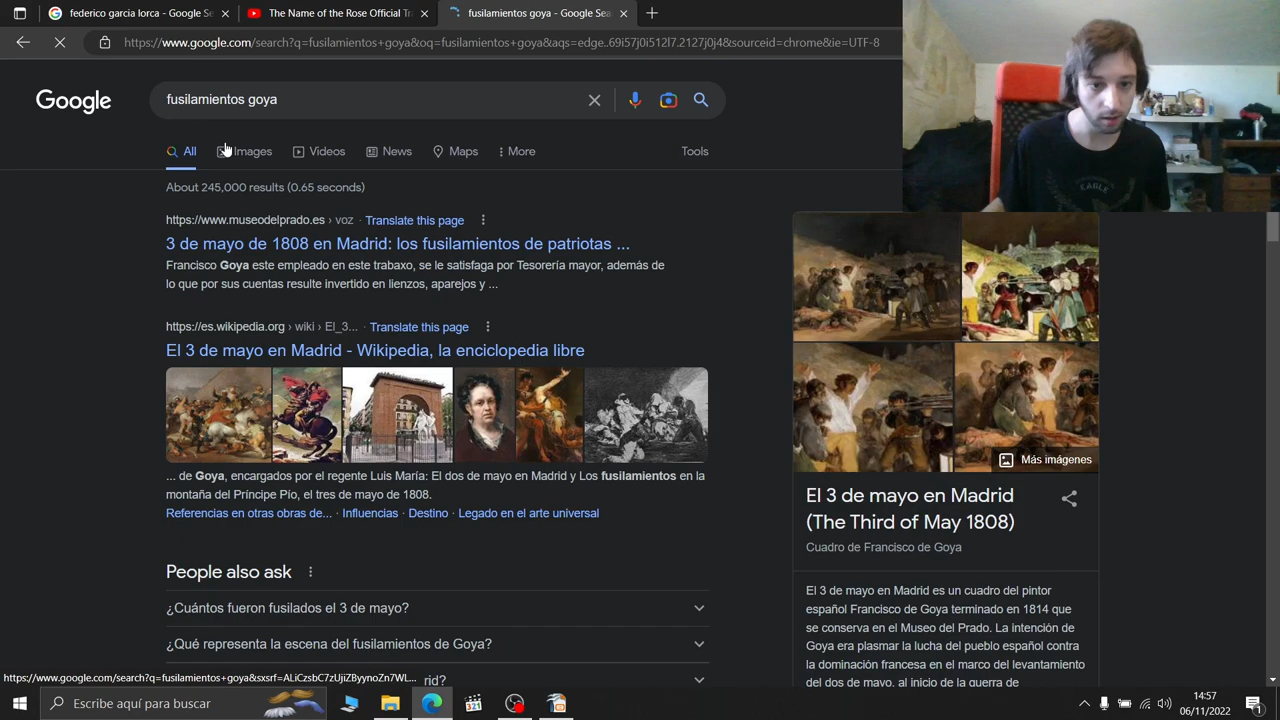 federico garcia lorca - Google Se
The Name of the Rose Official Tr
fusilamientos goya - Google Sea
https://www.google.com/search?q=fusilamientos+goya&oq=fusilamientos+goya&aqs=edge..69i57j0i512l7.2127j0j4&sourceid=chrome&ie=UTF-8
Google
fusilamientos goya
All
Images
Videos
News
Maps
More
Tools
About 245,000 results (0.65 seconds)
https://www.museodelprado.es › voz · Translate this page
3 de mayo de 1808 en Madrid: los fusilamientos de patriotas ...
Francisco Goya este empleado en este trabaxo, se le satisfaga por Tesorería mayor, además de
lo que por sus cuentas resulte invertido en lienzos, aparejos y ...
https://es.wikipedia.org › wiki › El_3... · Translate this page
El 3 de mayo en Madrid - Wikipedia, la enciclopedia libre
... de Goya, encargados por el regente Luis María: El dos de mayo en Madrid y Los fusilamientos en la
montaña del Príncipe Pío, el tres de mayo de 1808.
Referencias en otras obras de... · Influencias · Destino · Legado en el arte universal
People also ask
¿Cuántos fueron fusilados el 3 de mayo?
¿Qué representa la escena del fusilamientos de Goya?
rid?
Más imágenes
El 3 de mayo en Madrid
(The Third of May 1808)
Cuadro de Francisco de Goya
El 3 de mayo en Madrid es un cuadro del pintor
español Francisco de Goya terminado en 1814 que
se conserva en el Museo del Prado. La intención de
Goya era plasmar la lucha del pueblo español contra
la dominación francesa en el marco del levantamiento
del dos de mayo, al inicio de la guerra de
EAGLE
Escribe aquí para buscar
14:57
06/11/2022
1